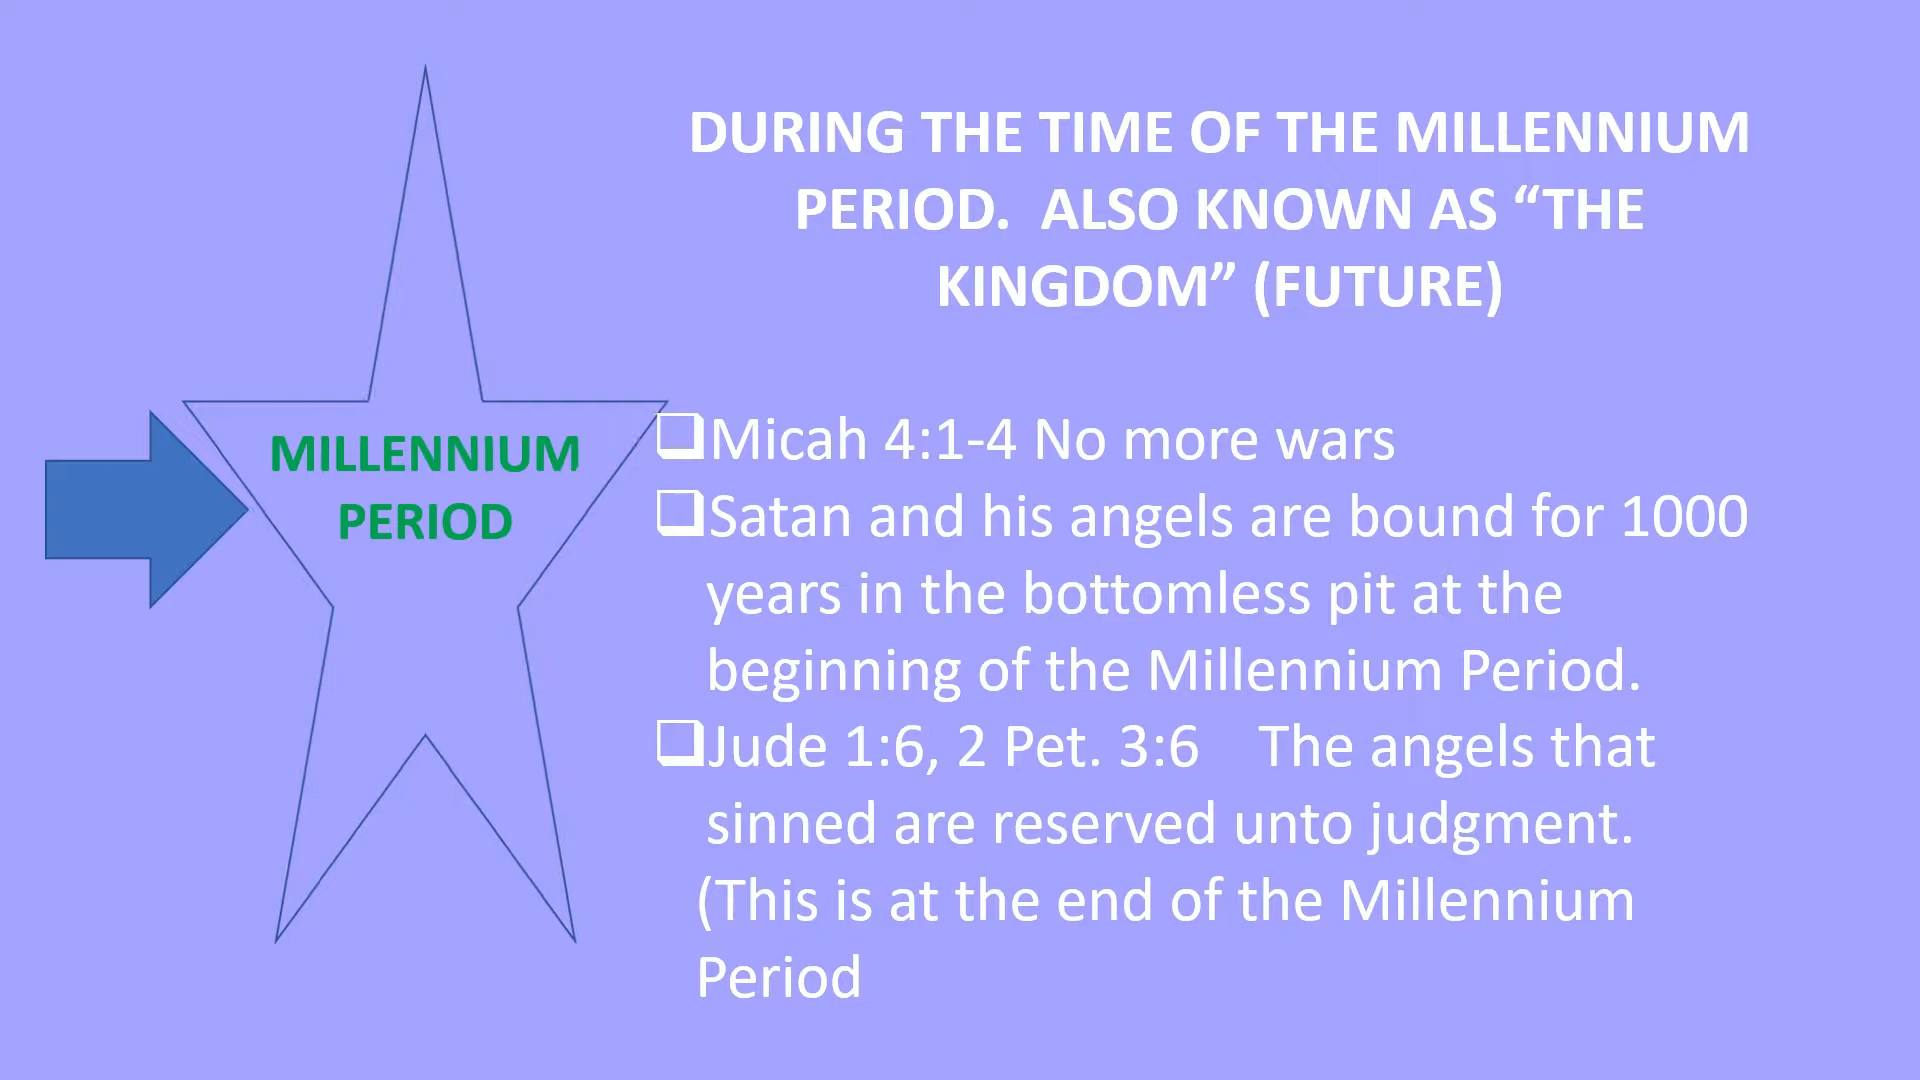 DURING THE TIME OF THE MILLENNIUM
PERIOD.  ALSO KNOWN AS “THE
KINGDOM” (FUTURE)
MILLENNIUM
PERIOD
Micah 4:1-4 No more wars
Satan and his angels are bound for 1000
years in the bottomless pit at the
beginning of the Millennium Period.
Jude 1:6, 2 Pet. 3:6    The angels that
sinned are reserved unto judgment.
(This is at the end of the Millennium
Period